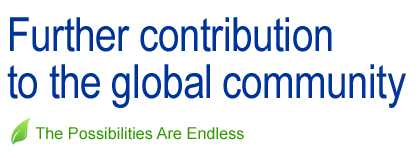 Further contribution
to the global community
The Possibilities Are Endless